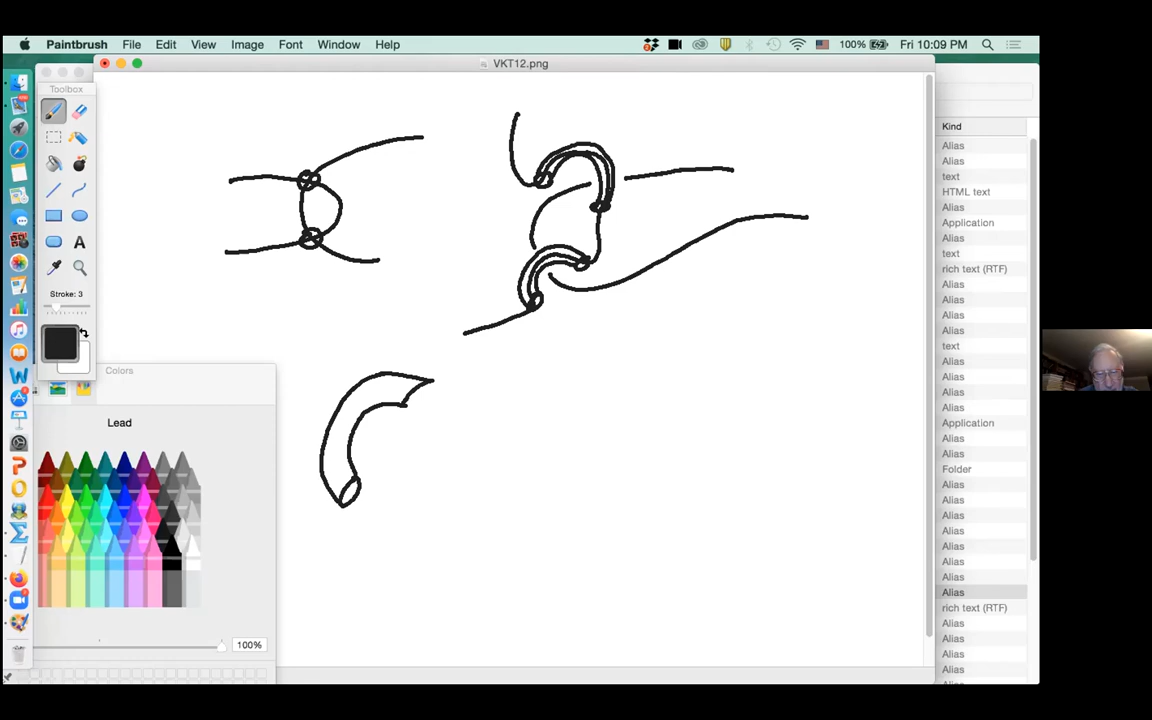 Paintbrush File Edit View Image Font Window Help 100% Fri 10:09 PM
VKT12.png
Toolbox
A
Stroke: 3
Colors
Lead
100%
Kind
Alias
Alias
text
HTML text
Alias
Application
Alias
text
rich text (RTF)
Alias
Alias
Alias
Alias
text
Alias
Alias
Alias
Alias
Application
Alias
Alias
Folder
Alias
Alias
Alias
Alias
Alias
Alias
Alias
Alias
rich text (RTF)
Alias
Alias
Alias
Alias